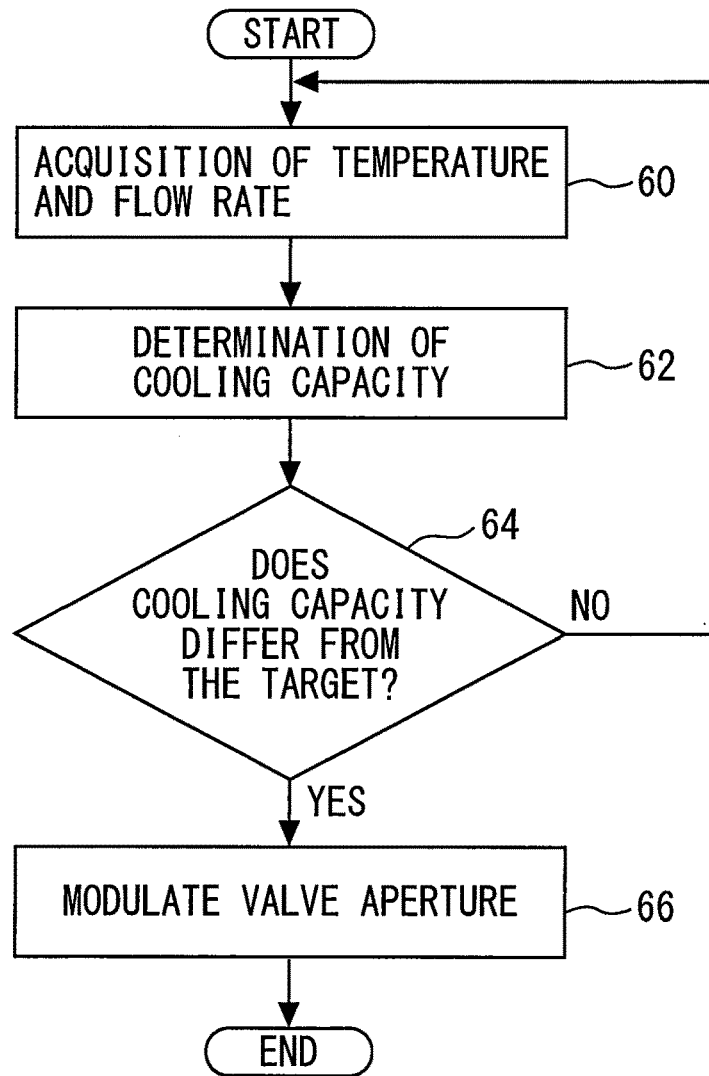 START
ACQUISITION OF TEMPERATURE
AND FLOW RATE
60
DETERMINATION OF
COOLING CAPACITY
62
64
DOES
COOLING CAPACITY
DIFFER FROM
THE TARGET?
NO
YES
MODULATE VALVE APERTURE
66
END